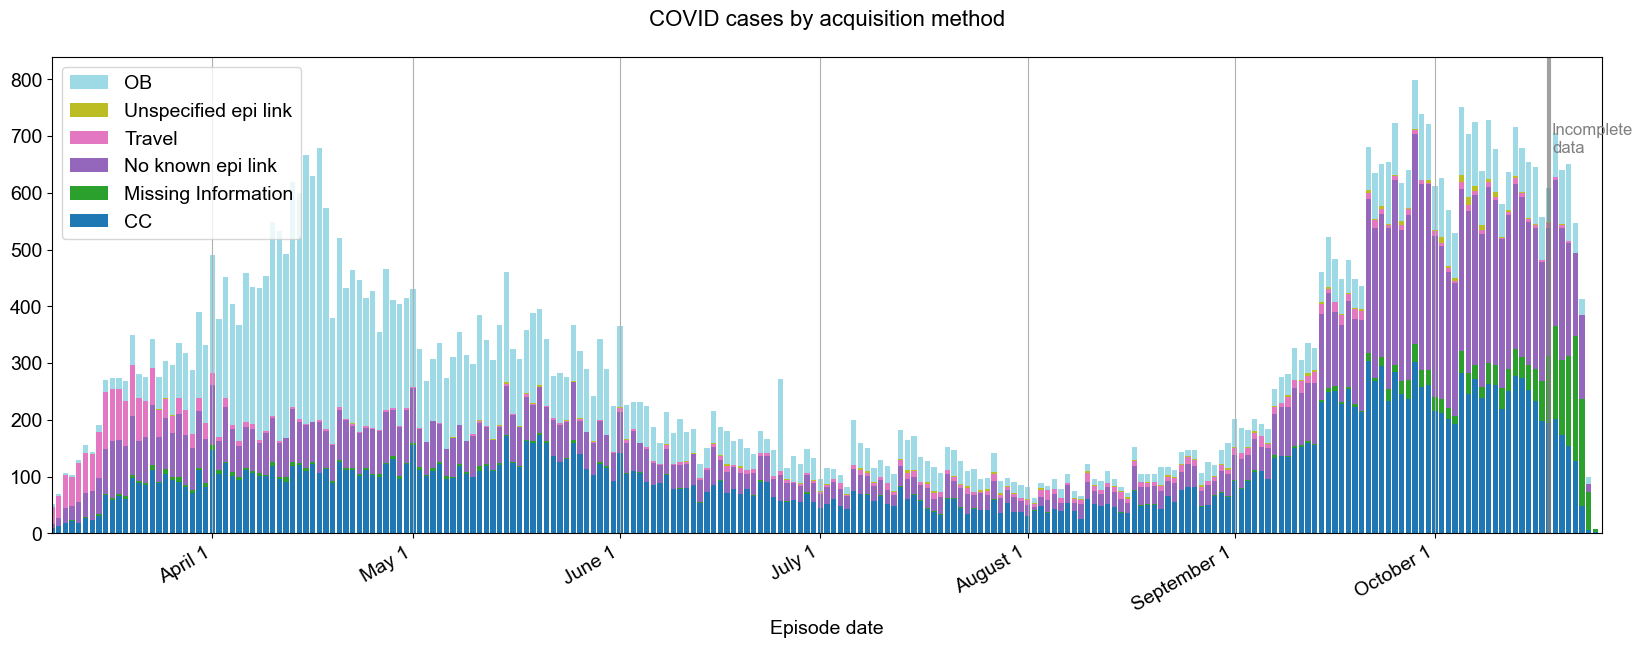 COVID cases by acquisition method
800
700
600
500
400
300
200
100
0
OB
Unspecified epi link
Travel
No known epi link
Missing Information
CC
Incomplete
data
April 1
May 1
June 1
July 1
August 1
September 1
October 1
Episode date